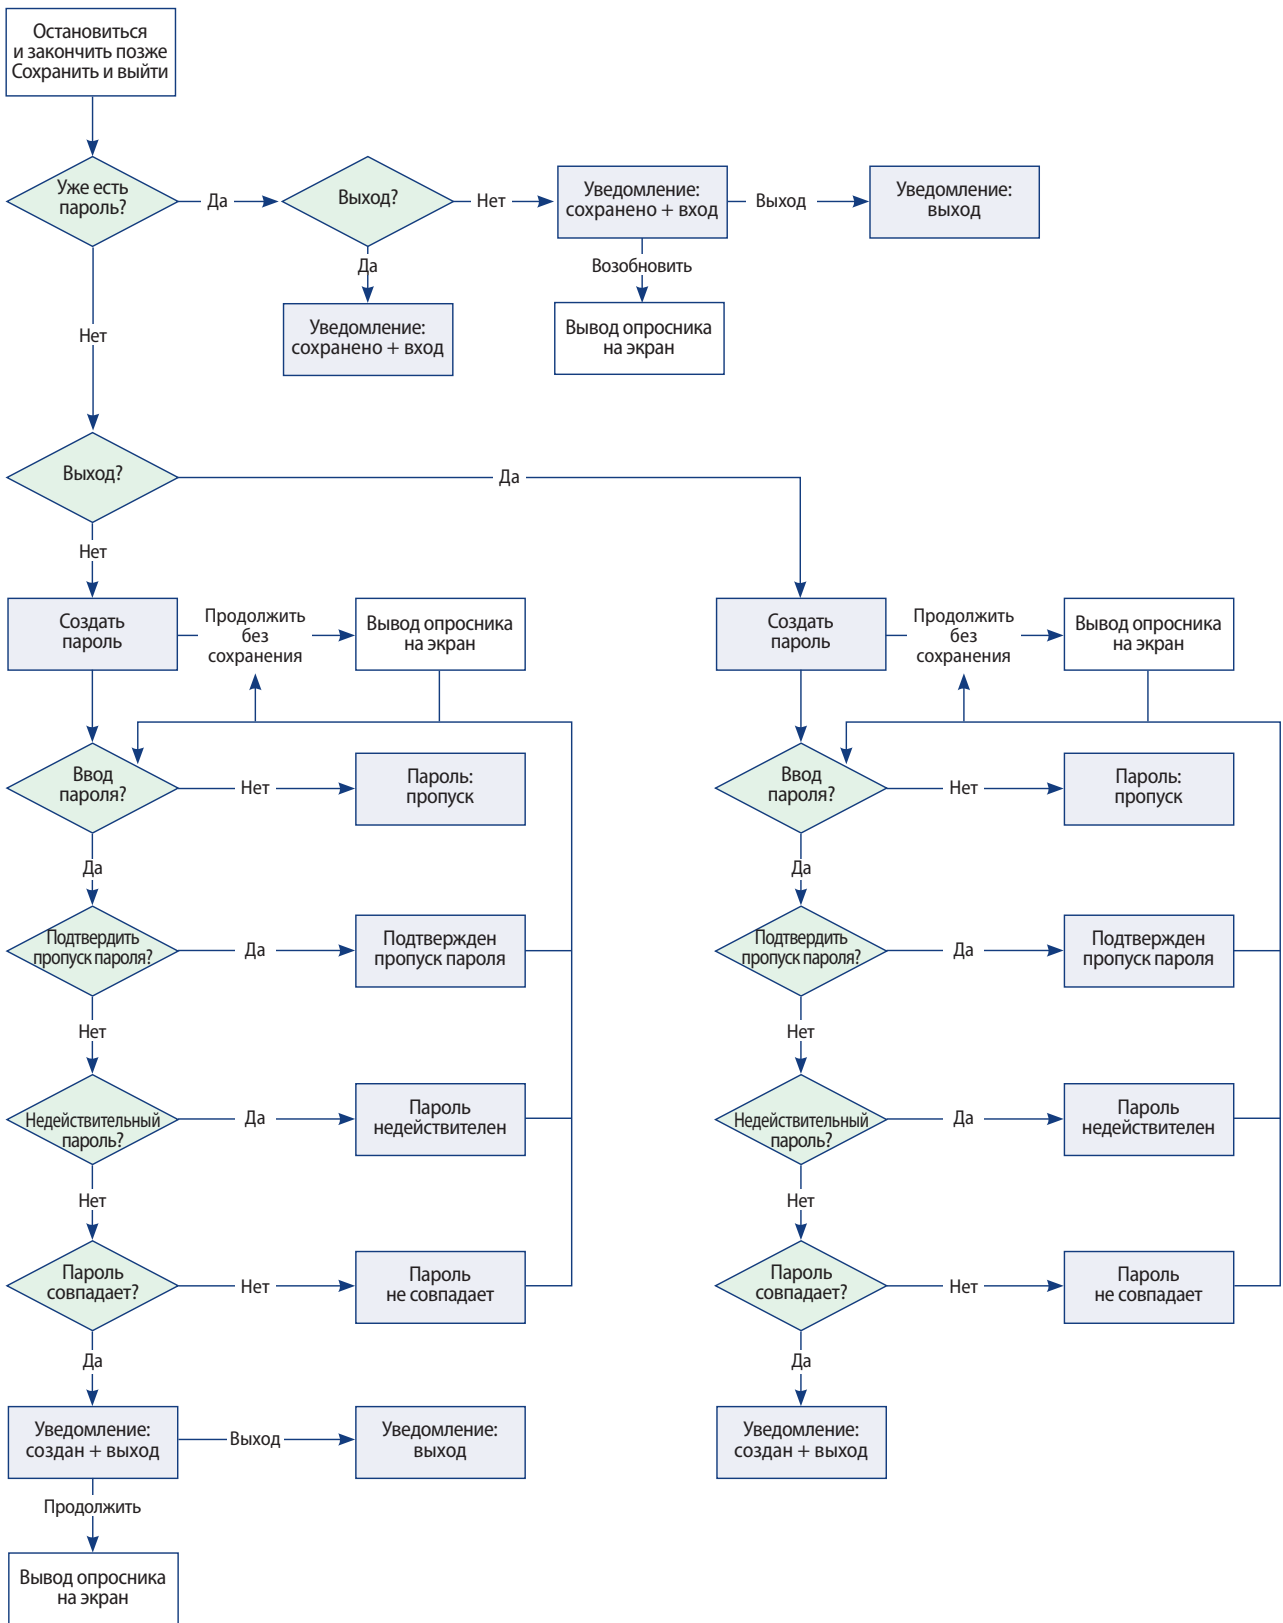 Остановиться
и закончить позже
Сохранить и выйти
Уже есть
пароль?
Да
Выход?
Нет
Уведомление:
сохранено + вход
Выход
Уведомление:
выход
Да
Возобновить
Уведомление:
сохранено + вход
Вывод опросника
на экран
Нет
Выход?
Да
Нет
Создать
пароль
Продолжить
без
сохранения
Вывод опросника
на экран
Создать
пароль
Продолжить
без
сохранения
Вывод опросника
на экран
Ввод
пароля?
Нет
Пароль:
пропуск
Ввод
пароля?
Нет
Пароль:
пропуск
Да
Да
Подтвердить
пропуск пароля?
Да
Подтвержден
пропуск пароля
Подтвердить
пропуск пароля?
Да
Подтвержден
пропуск пароля
Нет
Нет
Недействительный
пароль?
Да
Пароль
недействителен
Недействительный
пароль?
Да
Пароль
недействителен
Нет
Нет
Пароль
совпадает?
Нет
Пароль
не совпадает
Пароль
совпадает?
Нет
Пароль
не совпадает
Да
Да
Уведомление:
создан + выход
Выход
Уведомление:
выход
Уведомление:
создан + выход
Продолжить
Вывод опросника
на экран